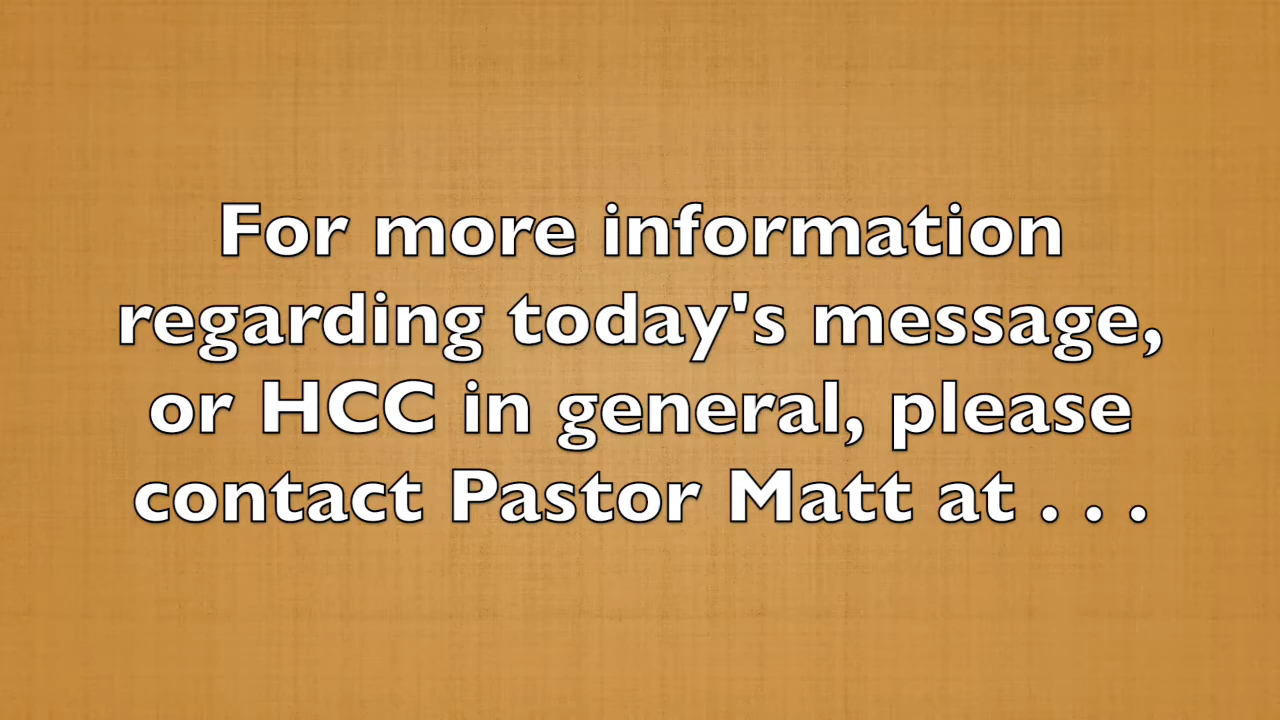 For more information
regarding today's message,
or HCC in general, please
contact Pastor Matt at . . .